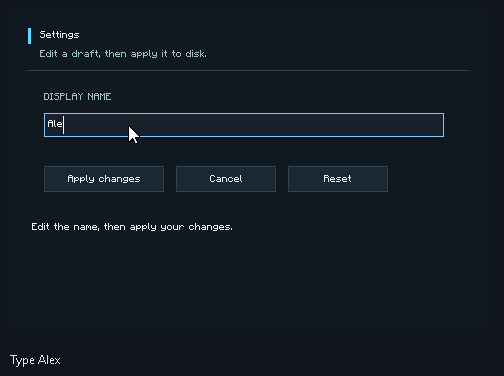 Settings
Edit a draft, then apply it to disk.
DISPLAY NAME
Ale
Apply changes
Cancel
Reset
Edit the name, then apply your changes.
Type Alex